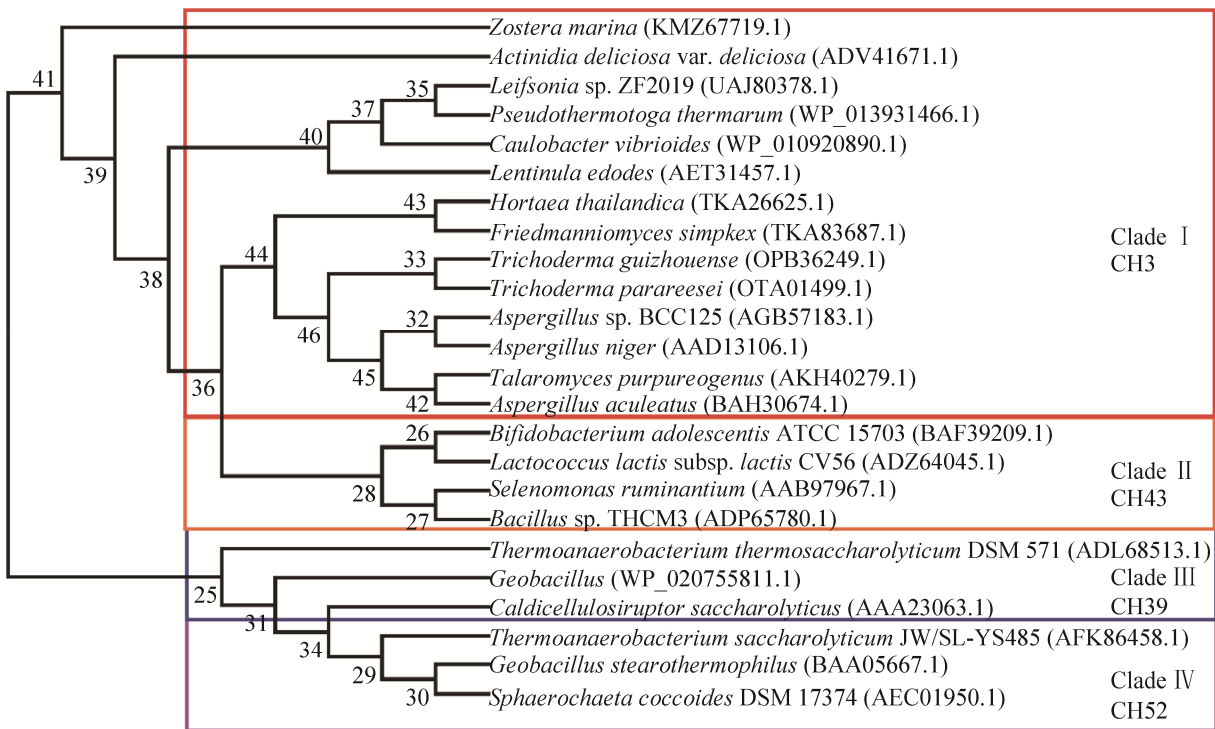 Zostera marina (KMZ67719.1)
Actinidia deliciosa var. deliciosa (ADV41671.1)
41
35
Leifsonia sp. ZF2019 (UAJ80378.1)
37
Pseudothermotoga thermarum (WP_013931466.1)
40
Caulobacter vibrioides (WP_010920890.1)
39
Lentinula edodes (AET31457.1)
43
Hortaea thailandica (TKA26625.1)
Friedmanniomyces simpkex (TKA83687.1)
Clade Ⅰ
CH3
44
33
Trichoderma guizhouense (OPB36249.1)
38
Trichoderma parareesei (OTA01499.1)
46
32
Aspergillus sp. BCC125 (AGB57183.1)
Aspergillus niger (AAD13106.1)
45
36
Talaromyces purpureogenus (AKH40279.1)
42
Aspergillus aculeatus (BAH30674.1)
26
Bifidobacterium adolescentis ATCC 15703 (BAF39209.1)
Lactococcus lactis subsp. lactis CV56 (ADZ64045.1)
Clade Ⅱ
CH43
28
Selenomonas ruminantium (AAB97967.1)
27
Bacillus sp. THCM3 (ADP65780.1)
Thermoanaerobacterium thermosaccharolyticum DSM 571 (ADL68513.1)
25
Geobacillus (WP_020755811.1)
Clade Ⅲ
CH39
31
Caldicellulosiruptor saccharolyticus (AAA23063.1)
34
Thermoanaerobacterium saccharolyticum JW/SL-YS485 (AFK86458.1)
29
Geobacillus stearothermophilus (BAA05667.1)
30
Sphaerochaeta coccoides DSM 17374 (AEC01950.1)
Clade Ⅳ
CH52